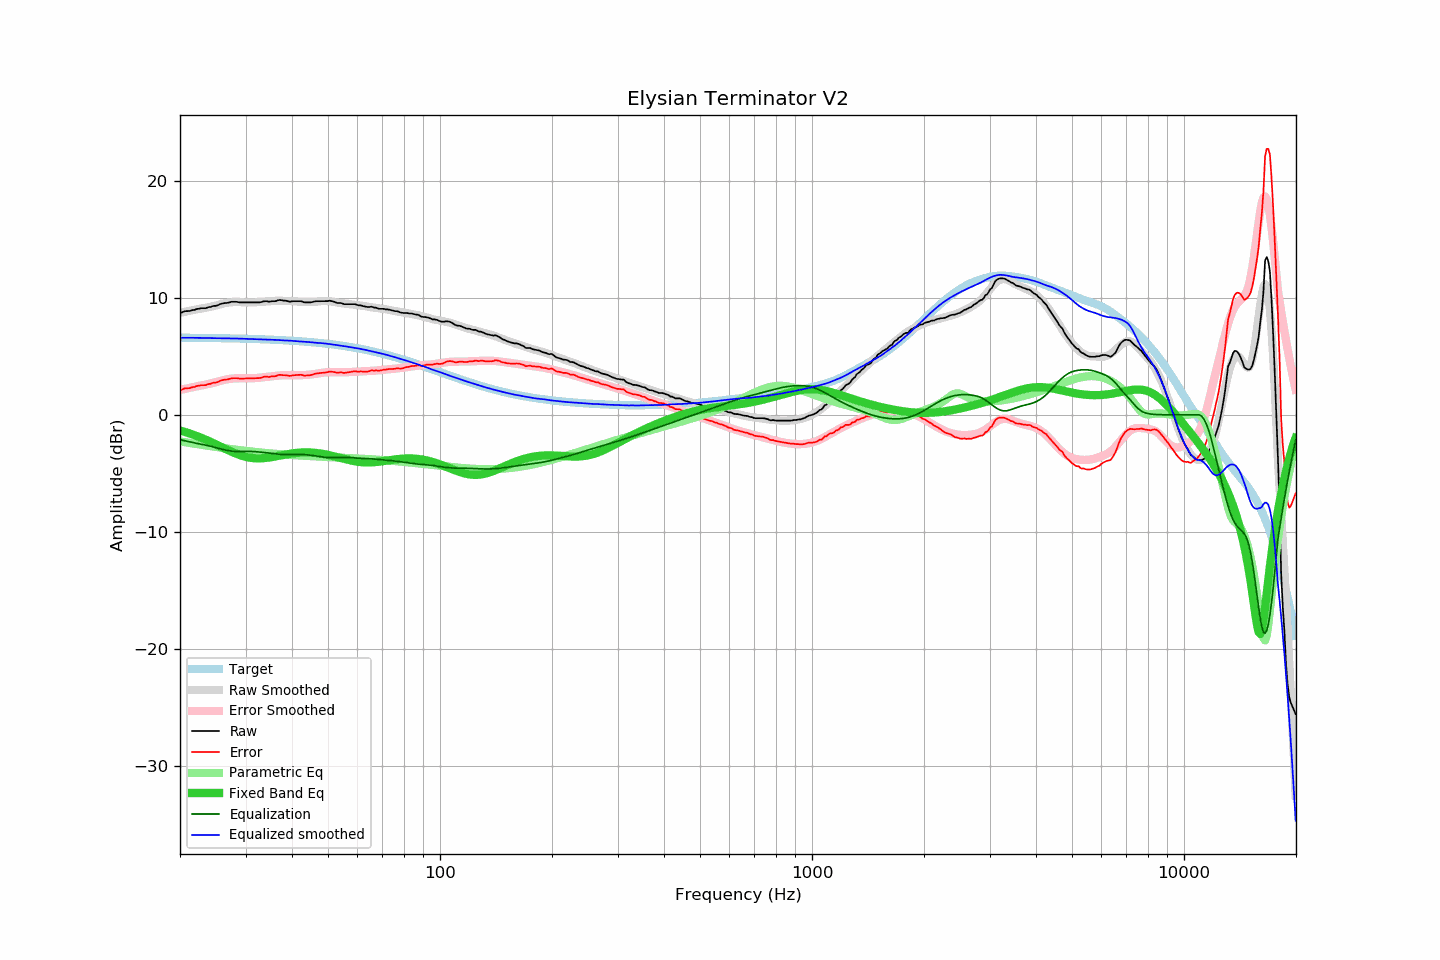 Elysian Terminator V2
20
10
0
−10
−20
−30
Amplitude (dBr)
Target
Raw Smoothed
Error Smoothed
Raw
Error
Parametric Eq
Fixed Band Eq
Equalization
Equalized smoothed
100
1000
10000
Frequency (Hz)